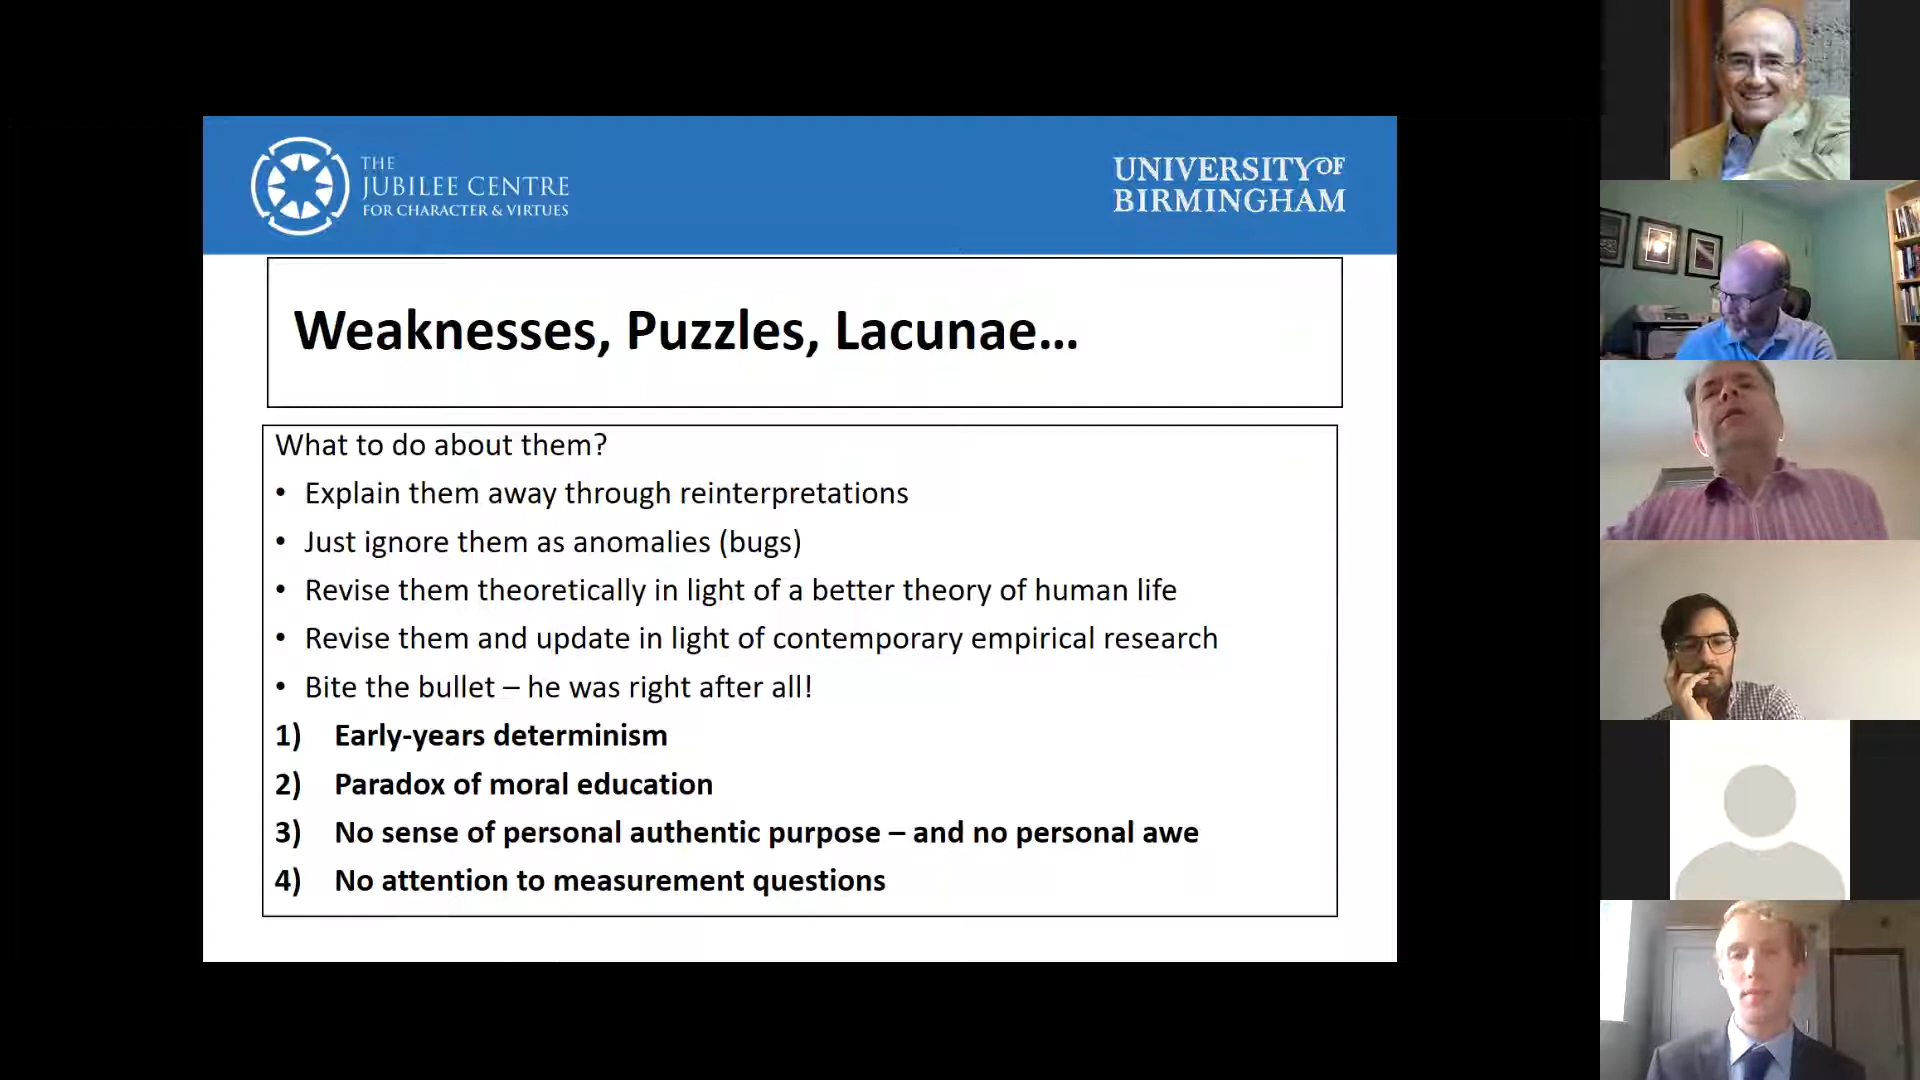 THE
JUBILEE CENTRE
FOR CHARACTER & VIRTUES
UNIVERSITY OF
BIRMINGHAM
Weaknesses, Puzzles, Lacunae...
What to do about them?
• Explain them away through reinterpretations
• Just ignore them as anomalies (bugs)
• Revise them theoretically in light of a better theory of human life
• Revise them and update in light of contemporary empirical research
• Bite the bullet – he was right after all!
1) Early-years determinism
2) Paradox of moral education
3) No sense of personal authentic purpose – and no personal awe
4) No attention to measurement questions